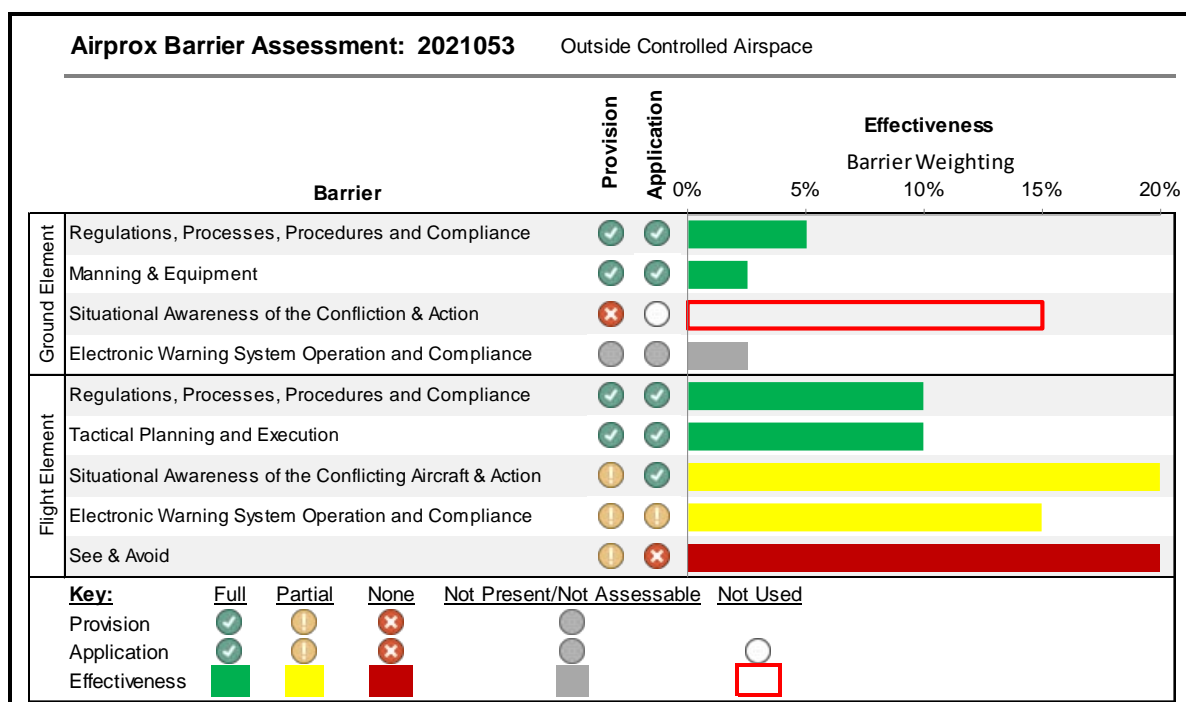 Airprox Barrier Assessment: 2021053 Outside Controlled Airspace
Provision
Application
Effectiveness
Barrier Weighting
Barrier
0% 5% 10% 15% 20%
Ground Element
Regulations, Processes, Procedures and Compliance
Manning & Equipment
Situational Awareness of the Confliction & Action
Electronic Warning System Operation and Compliance
Flight Element
Regulations, Processes, Procedures and Compliance
Tactical Planning and Execution
Situational Awareness of the Conflicting Aircraft & Action
Electronic Warning System Operation and Compliance
See & Avoid
Key: Full Partial None Not Present/Not Assessable Not Used
Provision
Application
Effectiveness